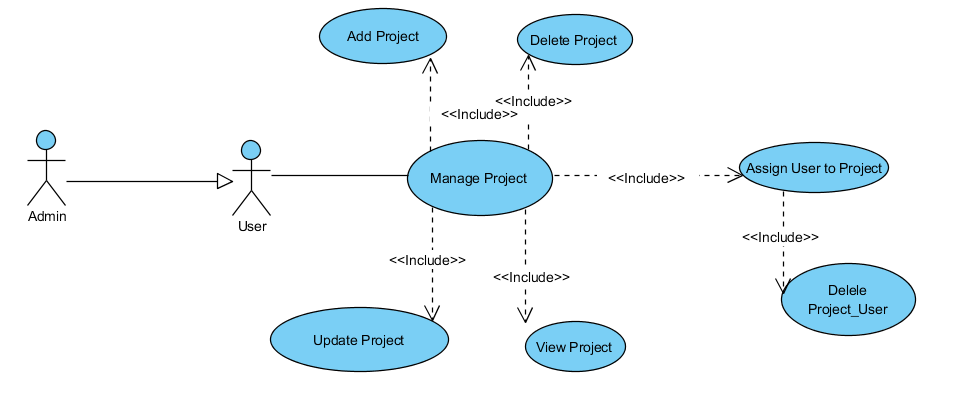 Add Project
Delete Project
<<Include>>
<<Include>>
Admin
User
Manage Project
<<Include>>
Assign User to Project
<<Include>>
<<Include>>
<<Include>>
Delele
Project_User
Update Project
View Project